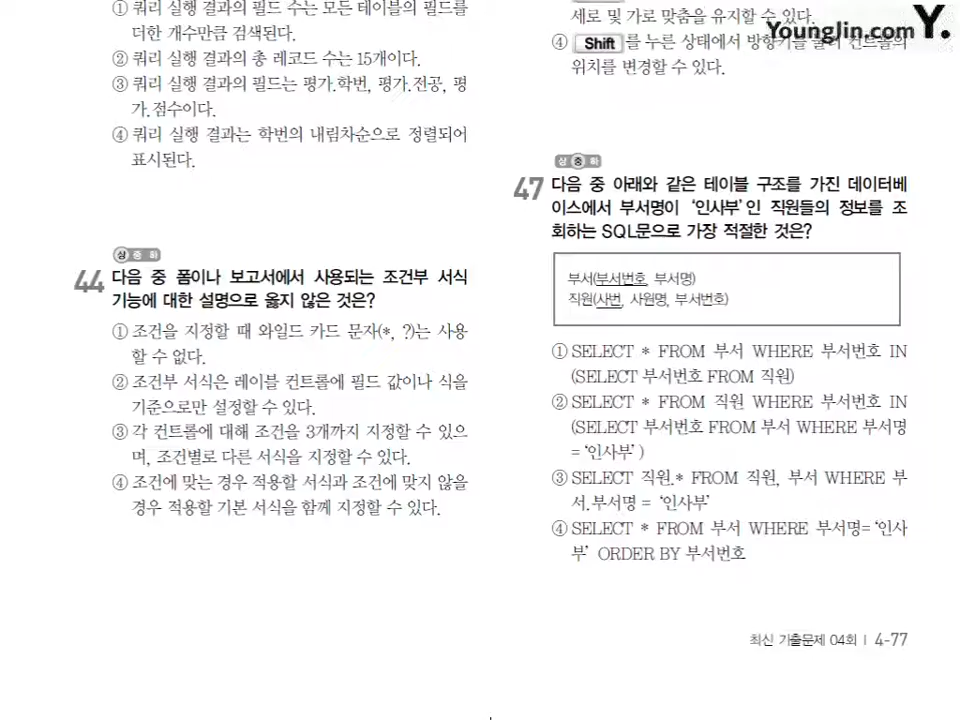 ① 쿼리 실행 결과의 필드 수는 모든 테이블의 필드를
더한 개수만큼 검색된다.
② 쿼리 실행 결과의 총 레코드 수는 15개이다.
③ 쿼리 실행 결과의 필드는 평가.학번, 평가.전공, 평
가.점수이다.
④ 쿼리 실행 결과는 학번의 내림차순으로 정렬되어
표시된다.
상 중 하
44 다음 중 폼이나 보고서에서 사용되는 조건부 서식
기능에 대한 설명으로 옳지 않은 것은?
① 조건을 지정할 때 와일드 카드 문자(*, ?)는 사용
할 수 없다.
② 조건부 서식은 레이블 컨트롤에 필드 값이나 식을
기준으로만 설정할 수 있다.
③ 각 컨트롤에 대해 조건을 3개까지 지정할 수 있으
며, 조건별로 다른 서식을 지정할 수 있다.
④ 조건에 맞는 경우 적용할 서식과 조건에 맞지 않을
경우 적용할 기본 서식을 함께 지정할 수 있다.
세로 및 가로 맞춤을 유지할 수 있다.
YoungJin.com Y.
④ Shift 를 누른 상태에서 방향키를 눌러 컨트롤의
위치를 변경할 수 있다.
상 중 하
47 다음 중 아래와 같은 테이블 구조를 가진 데이터베
이스에서 부서명이 '인사부'인 직원들의 정보를 조
회하는 SQL문으로 가장 적절한 것은?
부서(부서번호, 부서명)
직원(사번, 사원명, 부서번호)
① SELECT * FROM 부서 WHERE 부서번호 IN
(SELECT 부서번호 FROM 직원)
② SELECT * FROM 직원 WHERE 부서번호 IN
(SELECT 부서번호 FROM 부서 WHERE 부서명
='인사부')
③ SELECT 직원.* FROM 직원, 부서 WHERE 부
서.부서명 = '인사부'
④ SELECT * FROM 부서 WHERE 부서명='인사
부' ORDER BY 부서번호
최신 기출문제 04회 | 4-77